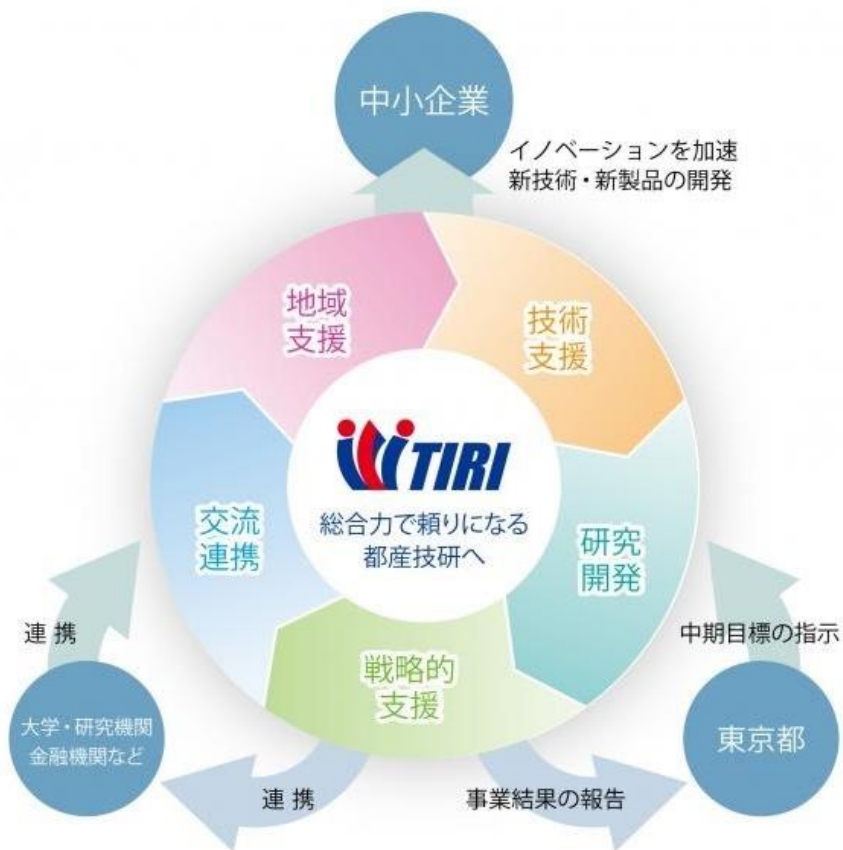 中小企業
イノベーションを加速
新技術・新製品の開発
地域
支援
技術
支援
TIRI
総合力で頼りになる
都産技研へ
交流
連携
研究
開発
戦略的
支援
連携
中期目標の指示
大学・研究機関
金融機関など
東京都
連携
事業結果の報告